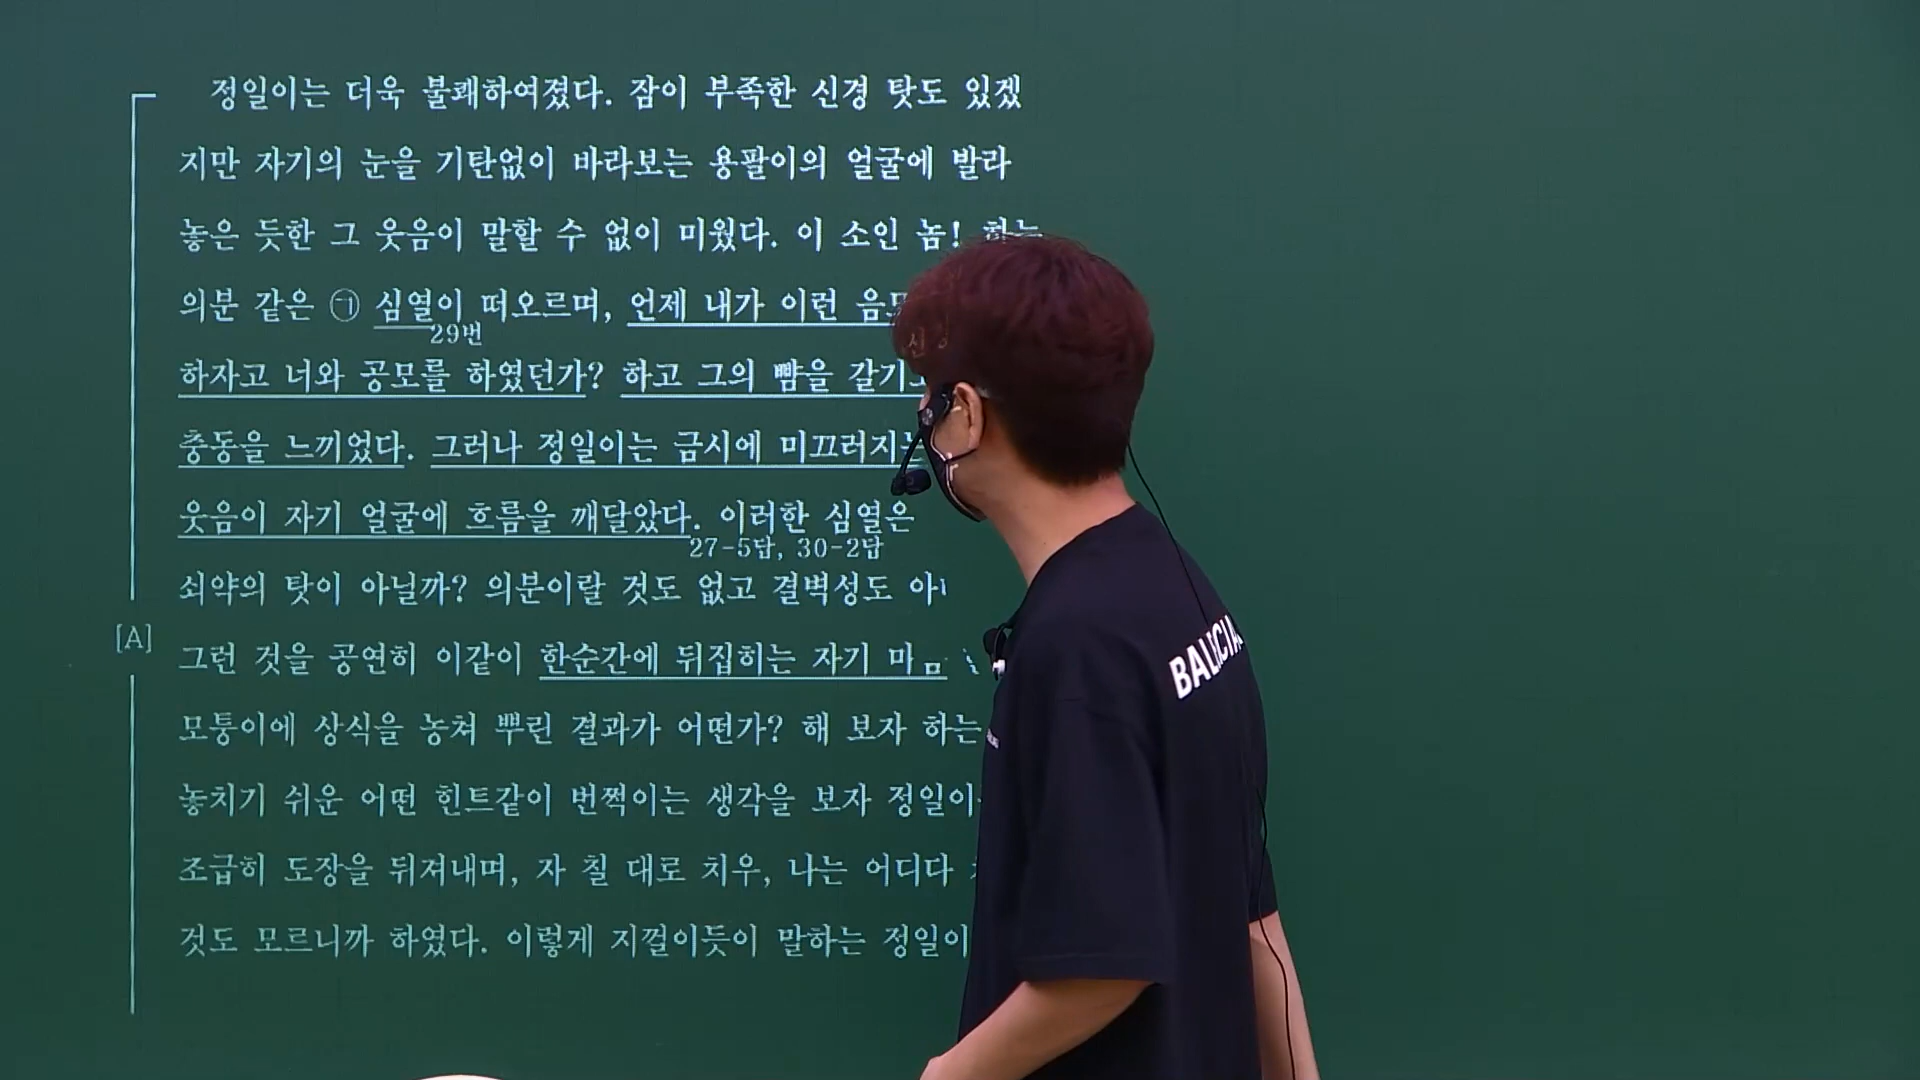 정일이는 더욱 불쾌하여졌다. 잠이 부족한 신경 탓도 있겠
지만 자기의 눈을 기탄없이 바라보는 용팔이의 얼굴에 발라
놓은 듯한 그 웃음이 말할 수 없이 미웠다. 이 소인 놈! 하는
의분 같은 ㉠ 심열이 떠오르며, 언제 내가 이런
29번
하자고 너와 공모를 하였던가? 하고 그의 뺨을
충동을 느끼었다. 그러나 정일이는 금시에 미끄러지는
웃음이 자기 얼굴에 흐름을 깨달았다. 이러한 심열은
27-5담, 30-2담
쇠약의 탓이 아닐까? 의분이랄 것도 없고 결벽성도
[A]
그런 것을 공연히 이같이 한순간에 뒤집히는 자기
모퉁이에 상식을 놓쳐 뿌린 결과가 어떤가? 해 보자 하는
놓치기 쉬운 어떤 힌트같이 번쩍이는 생각을 보자
조급히 도장을 뒤져내며, 자 칠 대로 치우, 나는 어디다
것도 모르니까 하였다. 이렇게 지껄이듯이 말하는 정일이